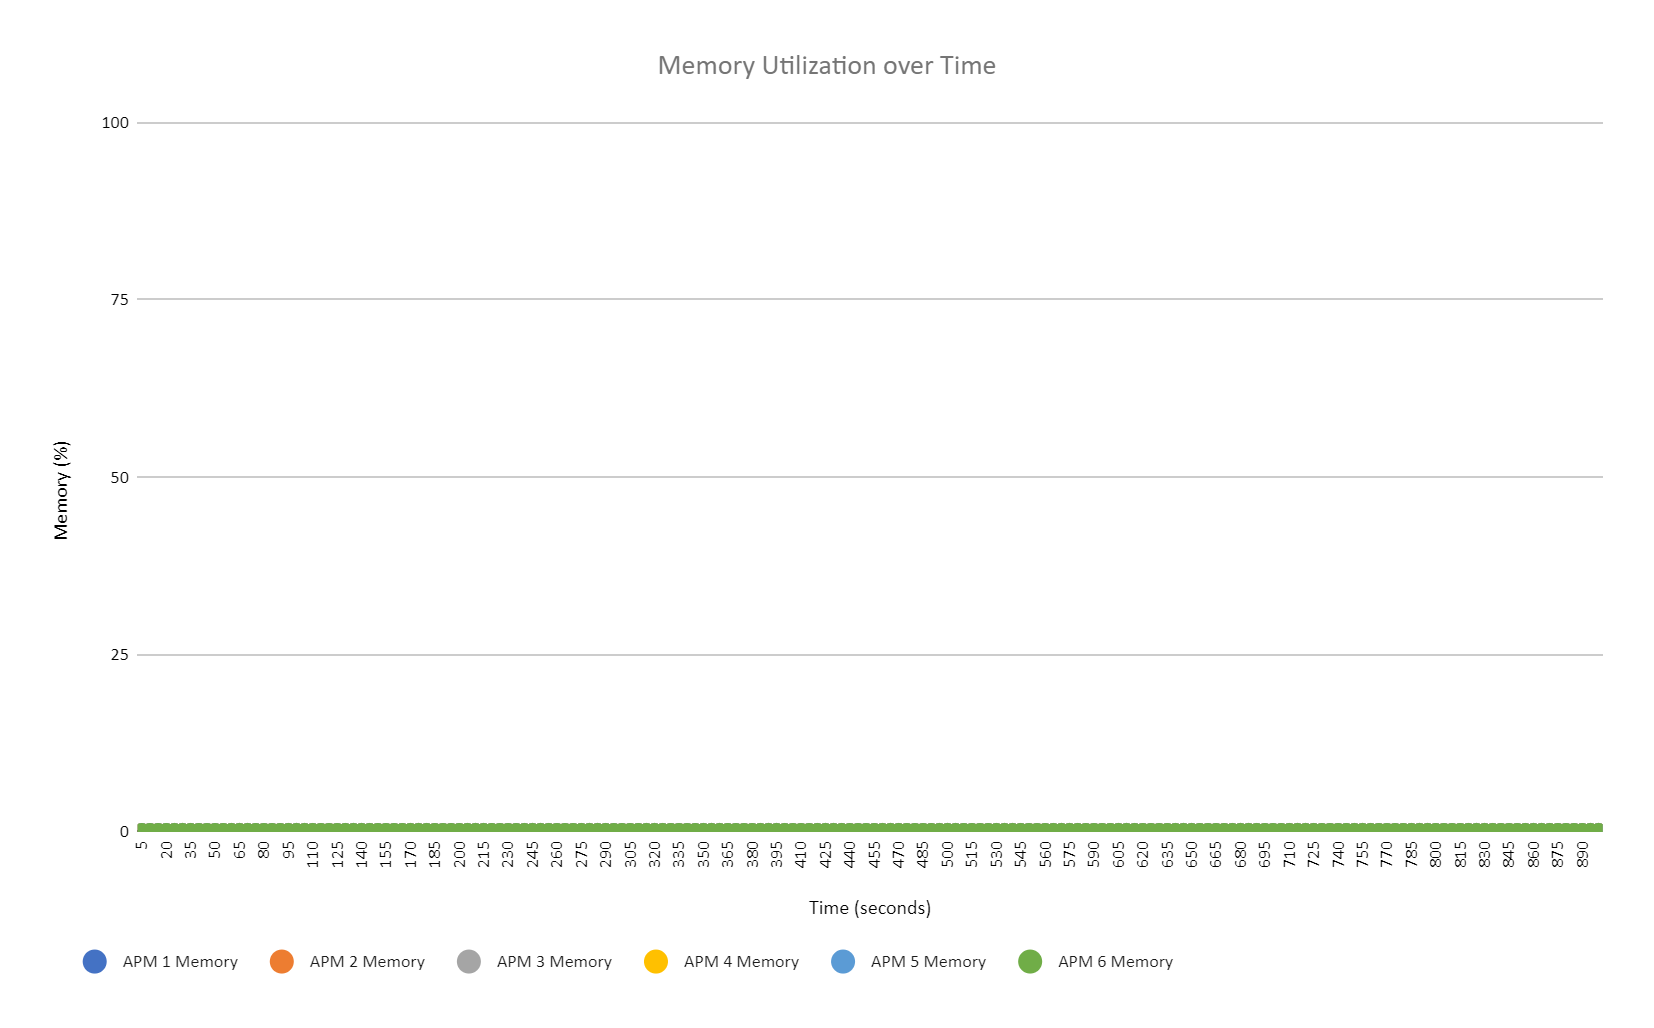 Memory Utilization over Time
100
75
50
25
0
Memory (%)
5 20 35 50 65 80 95 110 125 140 155 170 185 200 215 230 245 260 275 290 305 320 335 350 365 380 395 410 425 440 455 470 485 500 515 530 545 560 575 590 605 620 635 650 665 680 695 710 725 740 755 770 785 800 815 830 845 860 875 890
Time (seconds)
APM 1 Memory APM 2 Memory APM 3 Memory APM 4 Memory APM 5 Memory APM 6 Memory